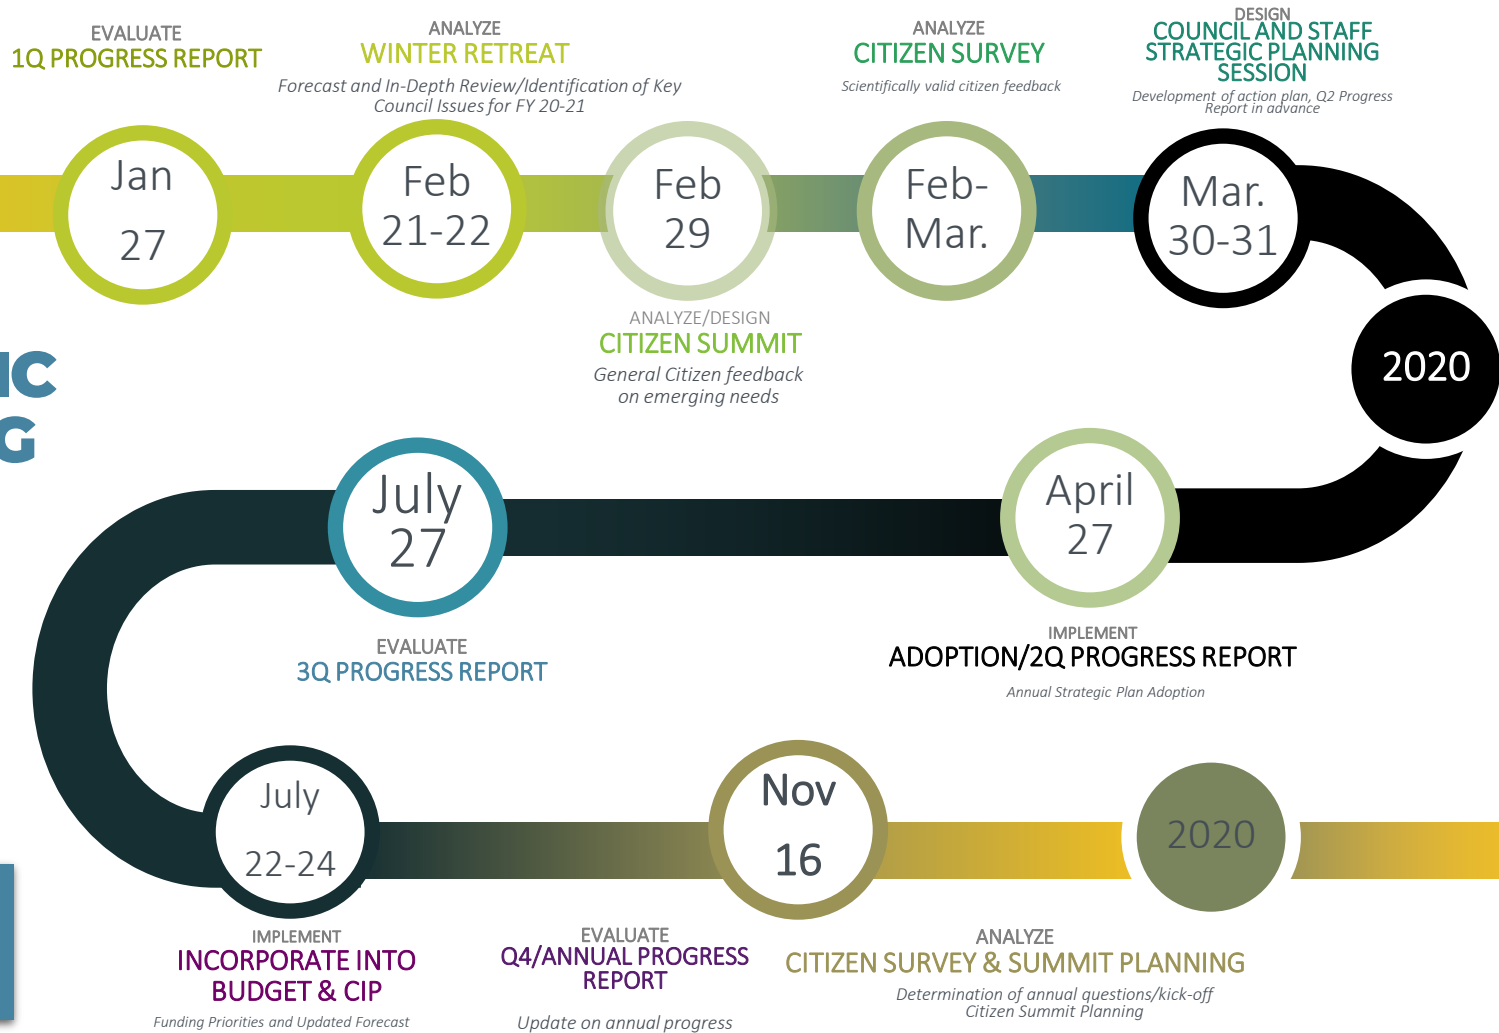 EVALUATE
1Q PROGRESS REPORT
ANALYZE
WINTER RETREAT
Forecast and In-Depth Review/Identification of Key
Council Issues for FY 20-21
ANALYZE
CITIZEN SURVEY
Scientifically valid citizen feedback
DESIGN
COUNCIL AND STAFF
STRATEGIC PLANNING
SESSION
Development of action plan, Q2 Progress
Report in advance
Jan
27
Feb
21-22
Feb
29
Feb-
Mar.
Mar.
30-31
ANALYZE/DESIGN
CITIZEN SUMMIT
General Citizen feedback
on emerging needs
2020
IC
G
July
27
April
27
EVALUATE
3Q PROGRESS REPORT
IMPLEMENT
ADOPTION/2Q PROGRESS REPORT
Annual Strategic Plan Adoption
July
22-24
Nov
16
2020
IMPLEMENT
INCORPORATE INTO
BUDGET & CIP
Funding Priorities and Updated Forecast
EVALUATE
Q4/ANNUAL PROGRESS
REPORT
Update on annual progress
ANALYZE
CITIZEN SURVEY & SUMMIT PLANNING
Determination of annual questions/kick-off
Citizen Summit Planning